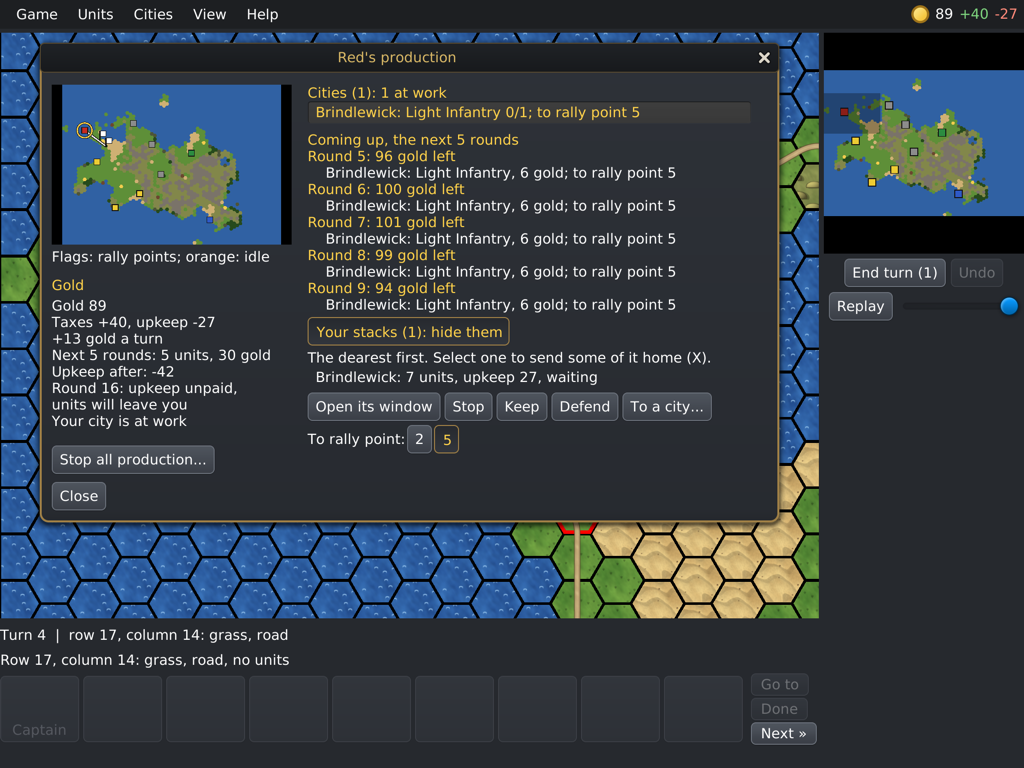 Game Units Cities View Help 89 +40 -27
Red's production
Cities (1): 1 at work
Brindlewick: Light Infantry 0/1; to rally point 5
Coming up, the next 5 rounds
Round 5: 96 gold left
Brindlewick: Light Infantry, 6 gold; to rally point 5
Round 6: 100 gold left
Brindlewick: Light Infantry, 6 gold; to rally point 5
Round 7: 101 gold left
Brindlewick: Light Infantry, 6 gold; to rally point 5
Round 8: 99 gold left
Brindlewick: Light Infantry, 6 gold; to rally point 5
Round 9: 94 gold left
Brindlewick: Light Infantry, 6 gold; to rally point 5
Your stacks (1): hide them
The dearest first. Select one to send some of it home (X).
Brindlewick: 7 units, upkeep 27, waiting
Open its window Stop Keep Defend To a city...
To rally point: 2 5
Flags: rally points; orange: idle
Gold
Gold 89
Taxes +40, upkeep -27
+13 gold a turn
Next 5 rounds: 5 units, 30 gold
Upkeep after: -42
Round 16: upkeep unpaid,
units will leave you
Your city is at work
Stop all production...
Close
End turn (1) Undo
Replay
Turn 4 | row 17, column 14: grass, road
Row 17, column 14: grass, road, no units
Captain
Go to
Done
Next »